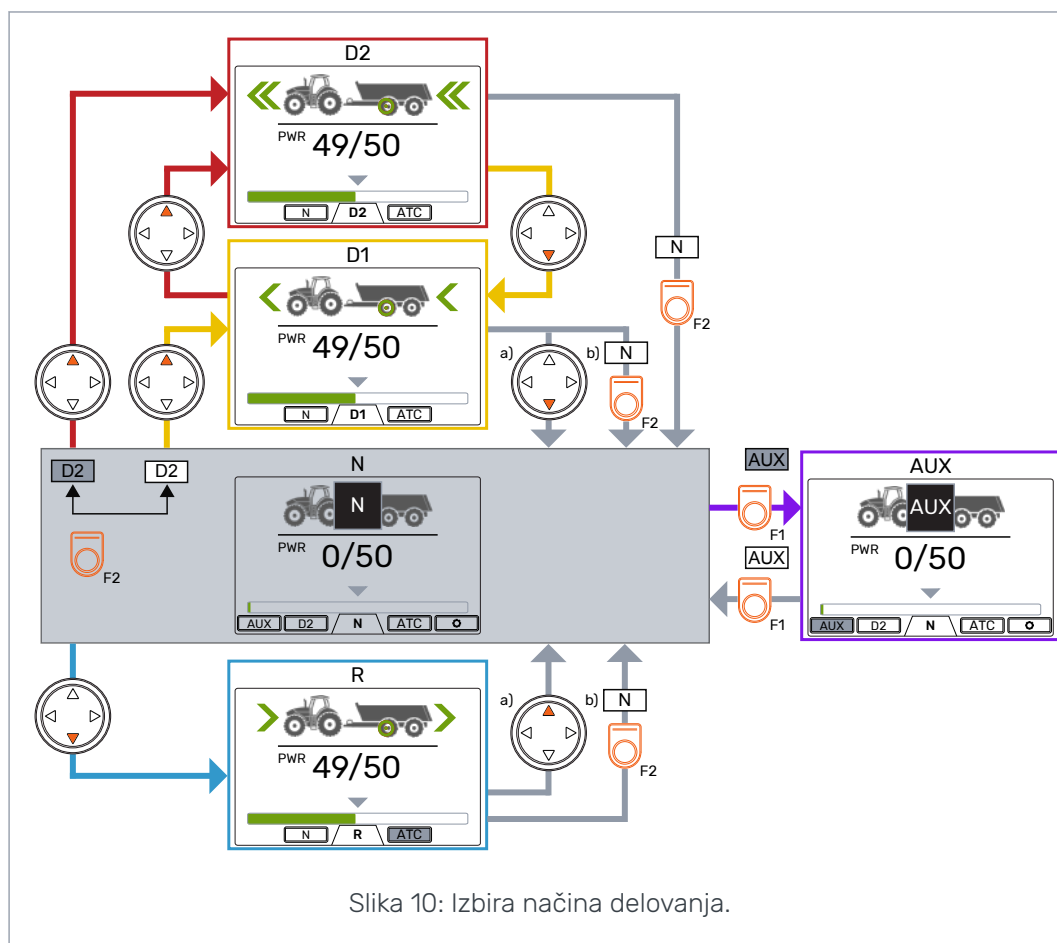 D2
PWR 49/50
N D2 ATC
D1
PWR 49/50
N D1 ATC
N
F2
a)
b) N
F2
D2 D2
F2
N
N
PWR 0/50
AUX D2 N ATC
AUX
F1
AUX
F1
AUX
AUX
PWR 0/50
AUX D2 N ATC
R
PWR 49/50
N R ATC
a)
b) N
F2
Slika 10: Izbira načina delovanja.